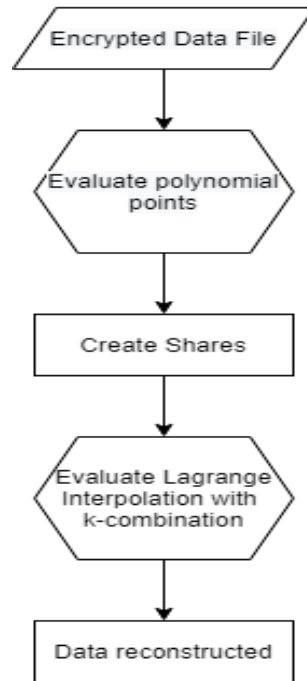 Encrypted Data File
Evaluate polynomial
points
Create Shares
Evaluate Lagrange
Interpolation with
k-combination
Data reconstructed